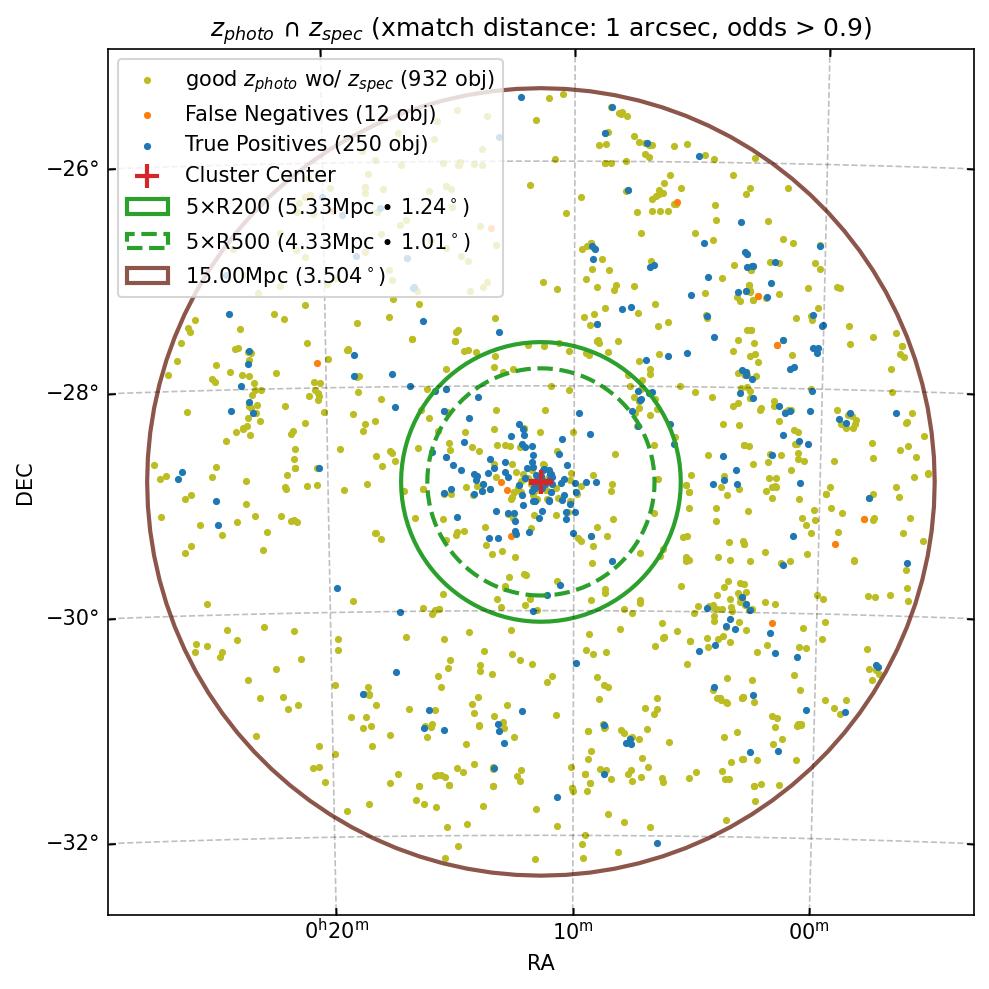 z_photo ∩ z_spec (xmatch distance: 1 arcsec, odds > 0.9)
good z_photo wo/ z_spec (932 obj)
False Negatives (12 obj)
True Positives (250 obj)
Cluster Center
5×R200 (5.33Mpc • 1.24°)
5×R500 (4.33Mpc • 1.01°)
15.00Mpc (3.504°)
−26°
−28°
−30°
−32°
DEC
0ʰ20ᵐ
10ᵐ
00ᵐ
RA